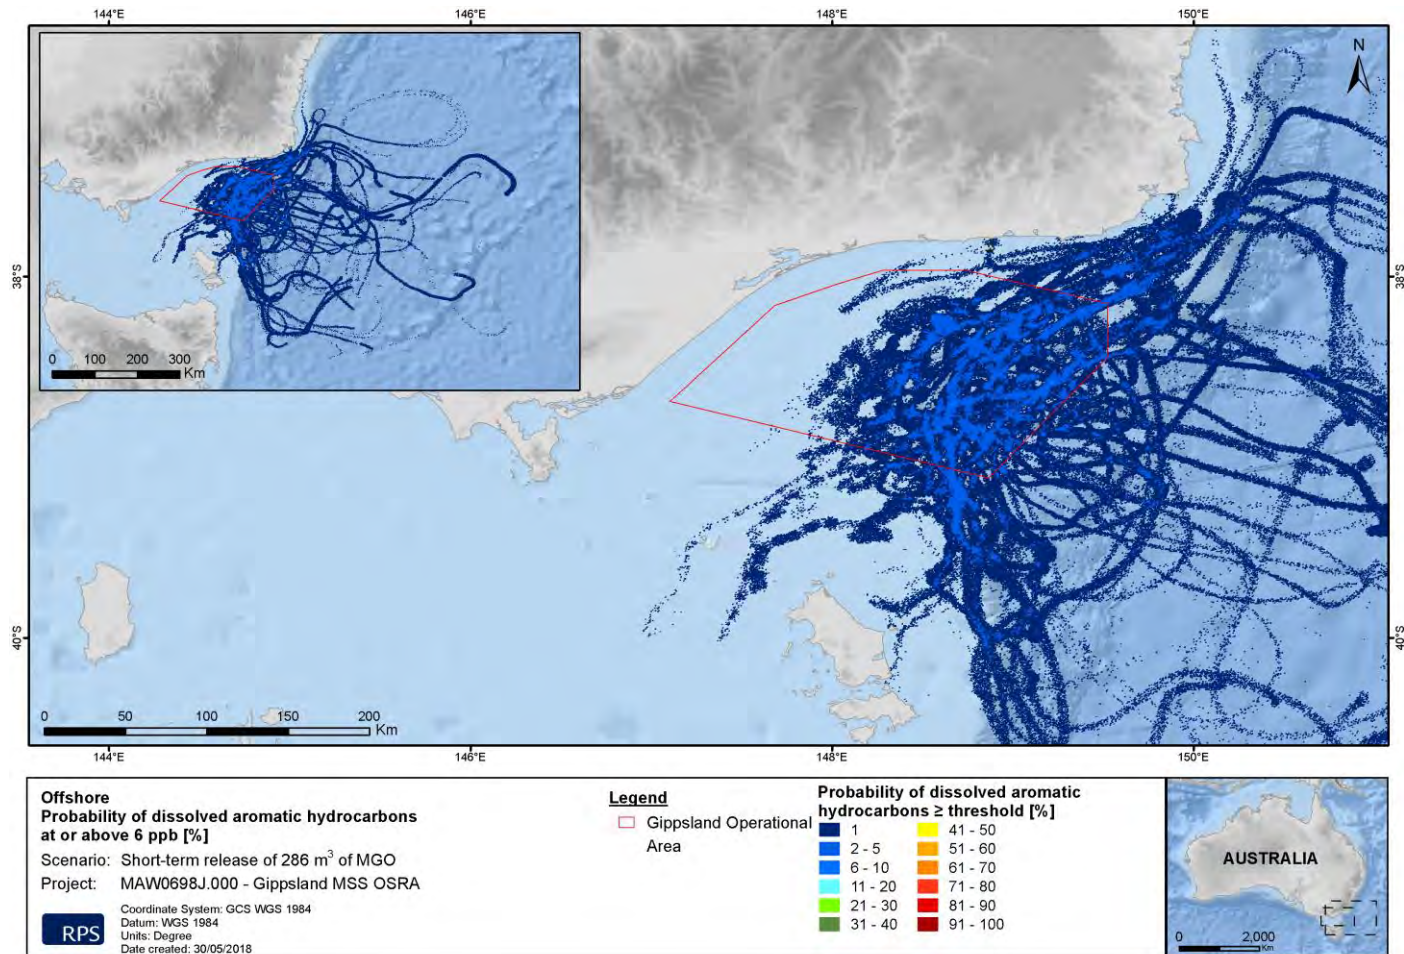 144°E 146°E 148°E 150°E
N
0 100 200 300
Km
38°S 38°S
40°S 40°S
0 50 100 150 200
Km
144°E 146°E 148°E 150°E
Offshore
Probability of dissolved aromatic hydrocarbons
at or above 6 ppb [%]
Scenario: Short-term release of 286 m³ of MGO
Project: MAW0698J.000 - Gippsland MSS OSRA
RPS
Coordinate System: GCS WGS 1984
Datum: WGS 1984
Units: Degree
Date created: 30/05/2018
Legend
Gippsland Operational
Area
Probability of dissolved aromatic
hydrocarbons ≥ threshold [%]
1 41 - 50
2 - 5 51 - 60
6 - 10 61 - 70
11 - 20 71 - 80
21 - 30 81 - 90
31 - 40 91 - 100
AUSTRALIA
0 2,000
Km